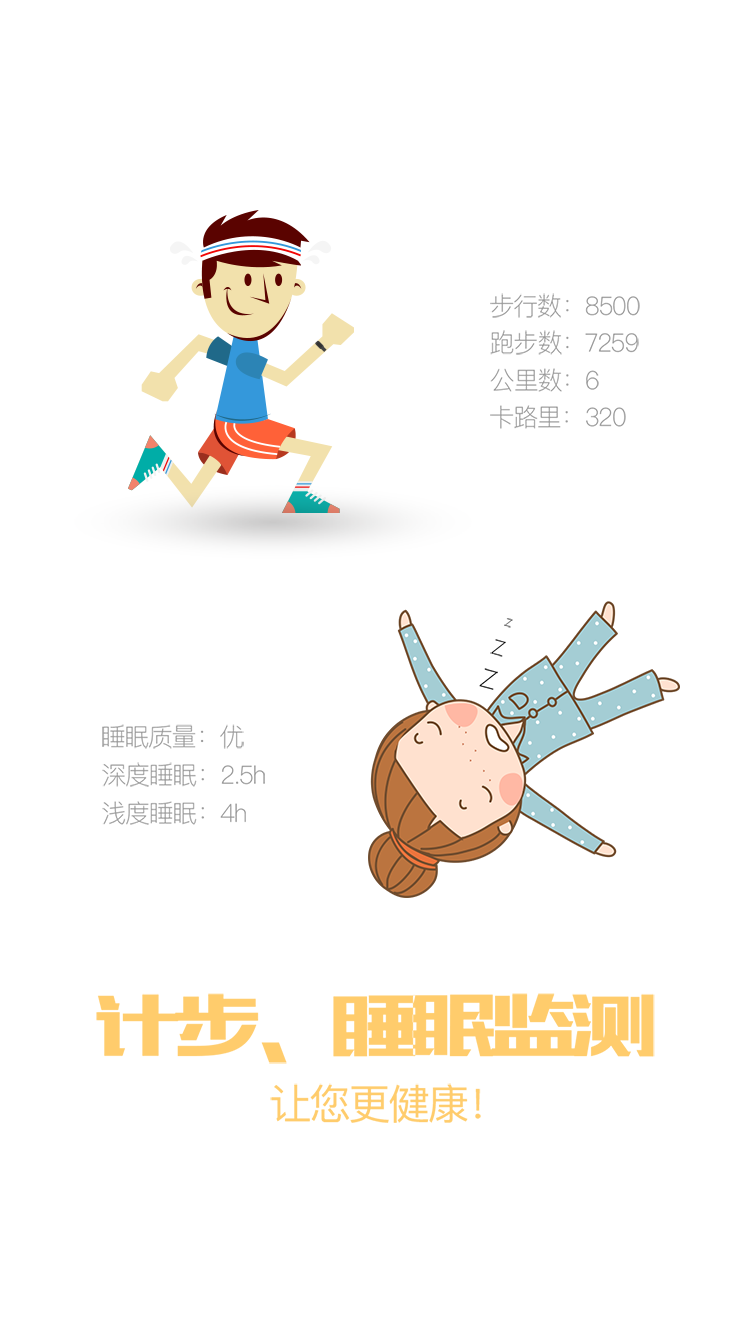 步行数：8500
跑步数：7259
公里数：6
卡路里：320
z
Z
Z
睡眠质量：优
深度睡眠：2.5h
浅度睡眠：4h
计步、睡眠监测
让您更健康！